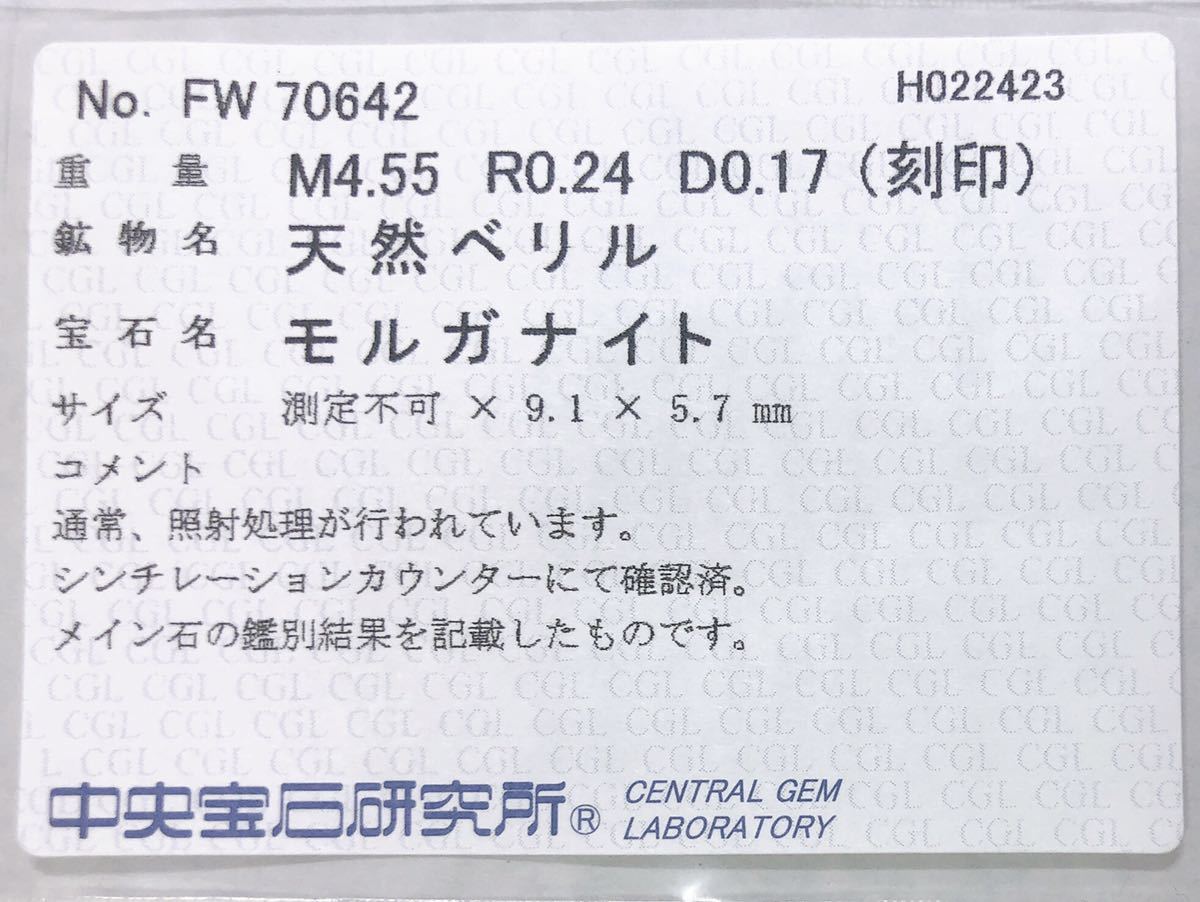 No. FW 70642 H022423
重量 M4.55 R0.24 D0.17(刻印)
鉱物名 天然ベリル
宝石名 モルガナイト
サイズ 測定不可 × 9.1 × 5.7 mm
コメント
通常、照射処理が行われています。
シンチレーションカウンターにて確認済。
メイン石の鑑別結果を記載したものです。
中央宝石研究所® CENTRAL GEM
LABORATORY